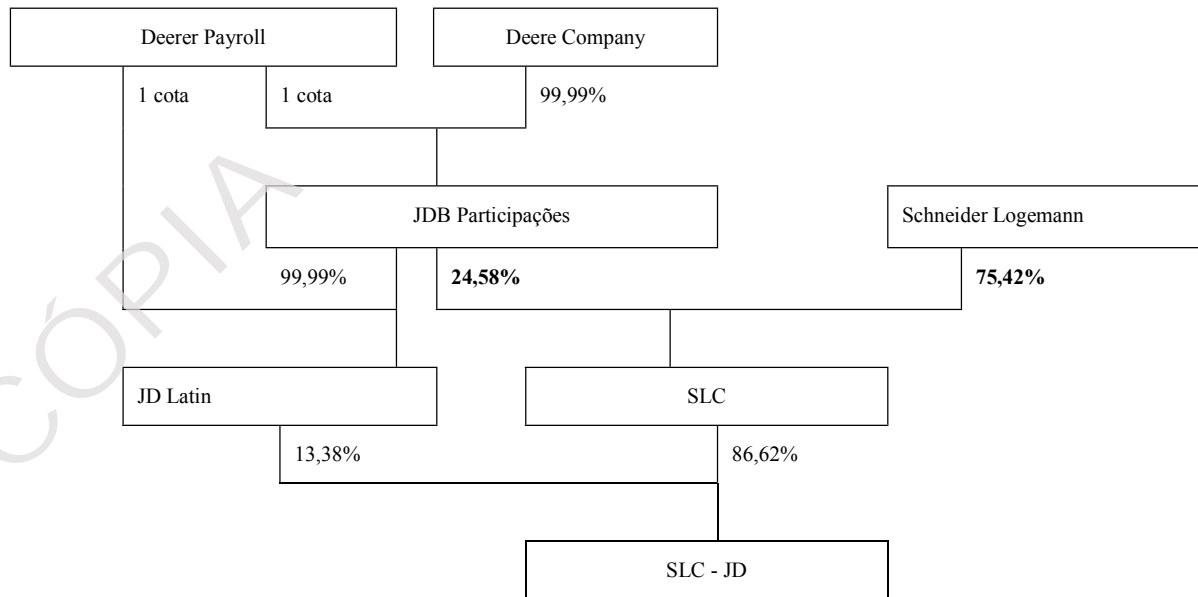 Deerer Payroll
Deere Company
1 cota
1 cota
99,99%
JDB Participações
Schneider Logemann
99,99%
24,58%
75,42%
JD Latin
SLC
13,38%
86,62%
SLC - JD
CÓPIA